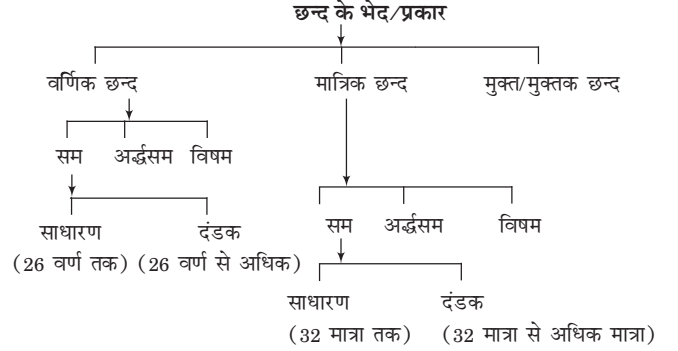 छन्द के भेद/प्रकार
वर्णिक छन्द मात्रिक छन्द मुक्त/मुक्तक छन्द
सम अर्द्धसम विषम
सम अर्द्धसम विषम
साधारण दंडक
(26 वर्ण तक) (26 वर्ण से अधिक)
साधारण दंडक
(32 मात्रा तक) (32 मात्रा से अधिक मात्रा)